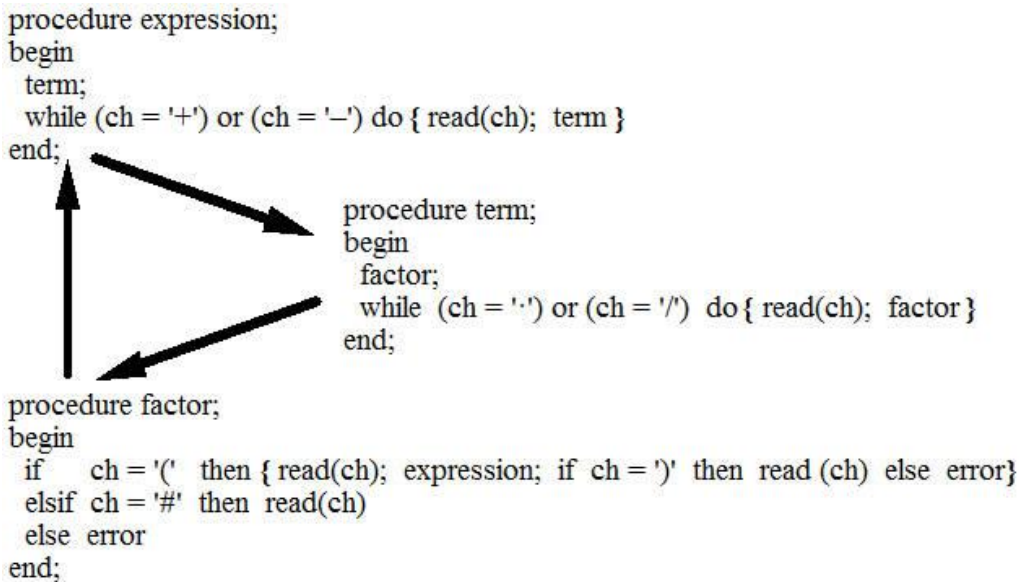 procedure expression;
begin
term;
while (ch = '+') or (ch = '–') do { read(ch); term }
end;
procedure term;
begin
factor;
while (ch = '·') or (ch = '/') do { read(ch); factor }
end;
procedure factor;
begin
if ch = '(' then { read(ch); expression; if ch = ')' then read (ch) else error}
elsif ch = '#' then read(ch)
else error
end;